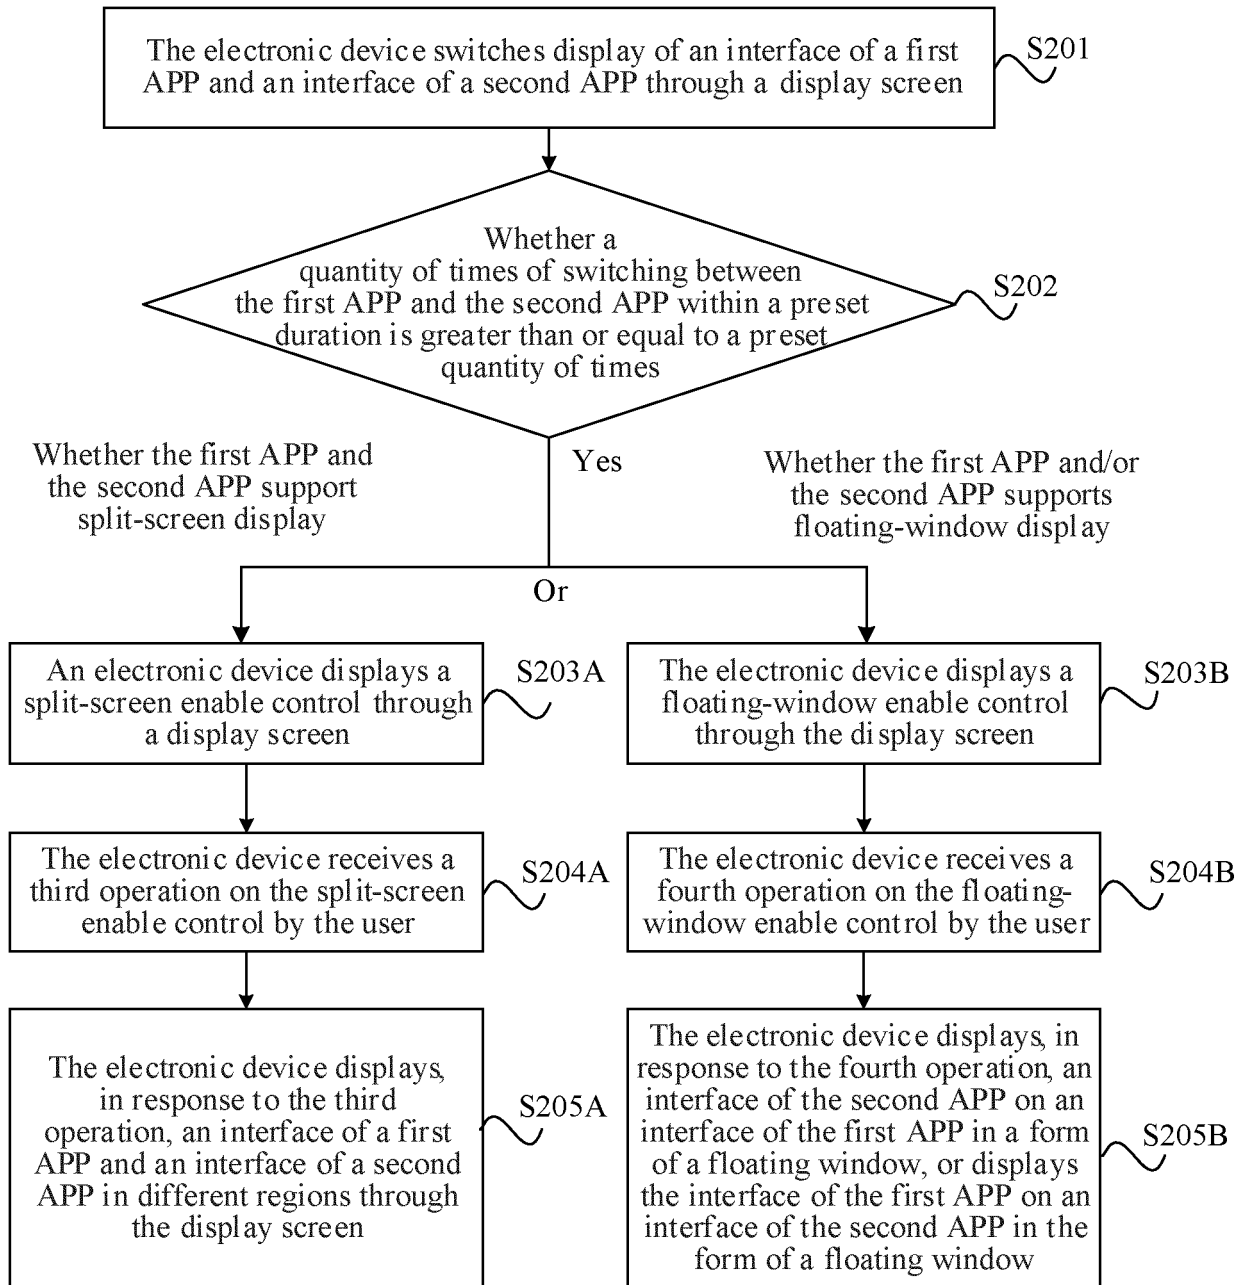 The electronic device switches display of an interface of a first
APP and an interface of a second APP through a display screen
S201
Whether a
quantity of times of switching between
the first APP and the second APP within a preset
duration is greater than or equal to a preset
quantity of times
S202
Whether the first APP and
the second APP support
split-screen display
Yes
Whether the first APP and/or
the second APP supports
floating-window display
Or
An electronic device displays a
split-screen enable control through
a display screen
S203A
The electronic device displays a
floating-window enable control
through the display screen
S203B
The electronic device receives a
third operation on the split-screen
enable control by the user
S204A
The electronic device receives a
fourth operation on the floating-
window enable control by the user
S204B
The electronic device displays,
in response to the third
operation, an interface of a first
APP and an interface of a second
APP in different regions through
the display screen
S205A
The electronic device displays, in
response to the fourth operation, an
interface of the second APP on an
interface of the first APP in a form
of a floating window, or displays
the interface of the first APP on an
interface of the second APP in the
form of a floating window
S205B